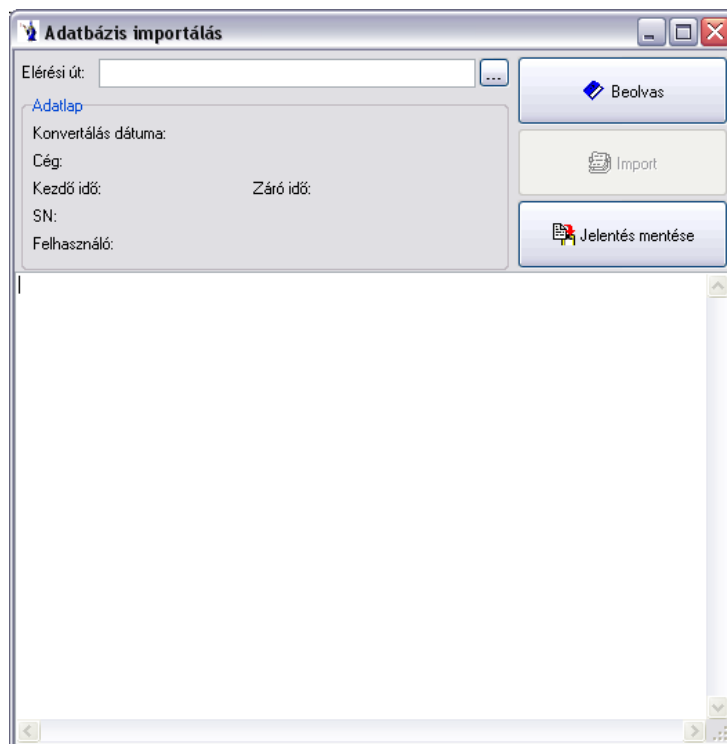 Adatbázis importálás
Elérési út:
...
Beolvas
Adatlap
Konvertálás dátuma:
Cég:
Import
Kezdő idő: Záró idő:
SN:
Felhasználó:
Jelentés mentése